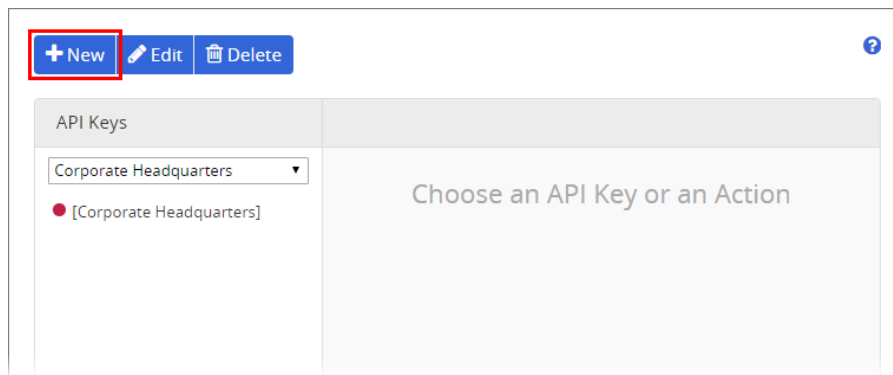 New Edit Delete
?
API Keys
Corporate Headquarters
[Corporate Headquarters]
Choose an API Key or an Action